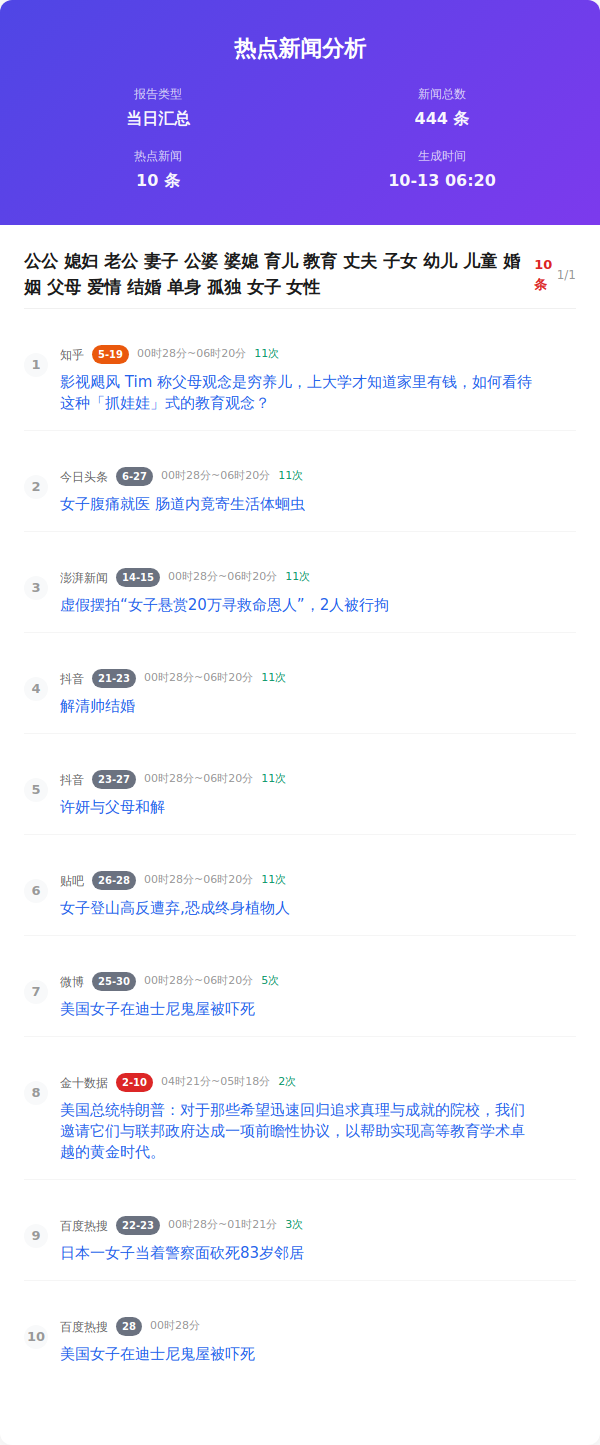 热点新闻分析
报告类型
当日汇总
新闻总数
444 条
热点新闻
10 条
生成时间
10-13 06:20
公公 媳妇 老公 妻子 公婆 婆媳 育儿 教育 丈夫 子女 幼儿 儿童 婚
姻 父母 爱情 结婚 单身 孤独 女子 女性
10
条
1/1
1
知乎 5-19 00时28分~06时20分 11次
影视飓风 Tim 称父母观念是穷养儿，上大学才知道家里有钱，如何看待
这种「抓娃娃」式的教育观念？
2
今日头条 6-27 00时28分~06时20分 11次
女子腹痛就医 肠道内竟寄生活体蛔虫
3
澎湃新闻 14-15 00时28分~06时20分 11次
虚假摆拍“女子悬赏20万寻救命恩人”，2人被行拘
4
抖音 21-23 00时28分~06时20分 11次
解清帅结婚
5
抖音 23-27 00时28分~06时20分 11次
许妍与父母和解
6
贴吧 26-28 00时28分~06时20分 11次
女子登山高反遭弃,恐成终身植物人
7
微博 25-30 00时28分~06时20分 5次
美国女子在迪士尼鬼屋被吓死
8
金十数据 2-10 04时21分~05时18分 2次
美国总统特朗普：对于那些希望迅速回归追求真理与成就的院校，我们
邀请它们与联邦政府达成一项前瞻性协议，以帮助实现高等教育学术卓
越的黄金时代。
9
百度热搜 22-23 00时28分~01时21分 3次
日本一女子当着警察面砍死83岁邻居
10
百度热搜 28 00时28分
美国女子在迪士尼鬼屋被吓死